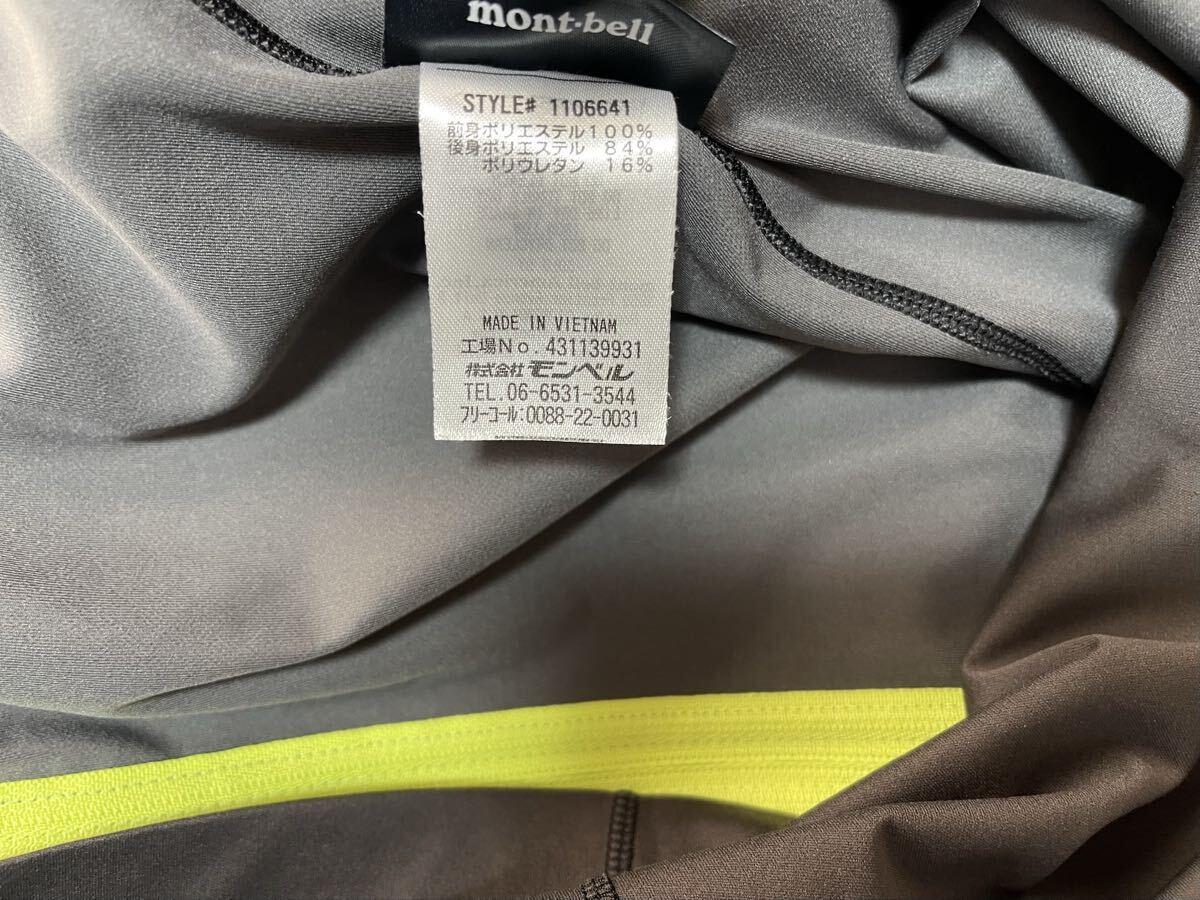 mont-bell
STYLE# 1106641
前身ポリエステル100%
後身ポリエステル 84%
ポリウレタン 16%
MADE IN VIETNAM
工場No.431139931
株式会社モンベル
TEL.06-6531-3544
フリーコール:0088-22-0031